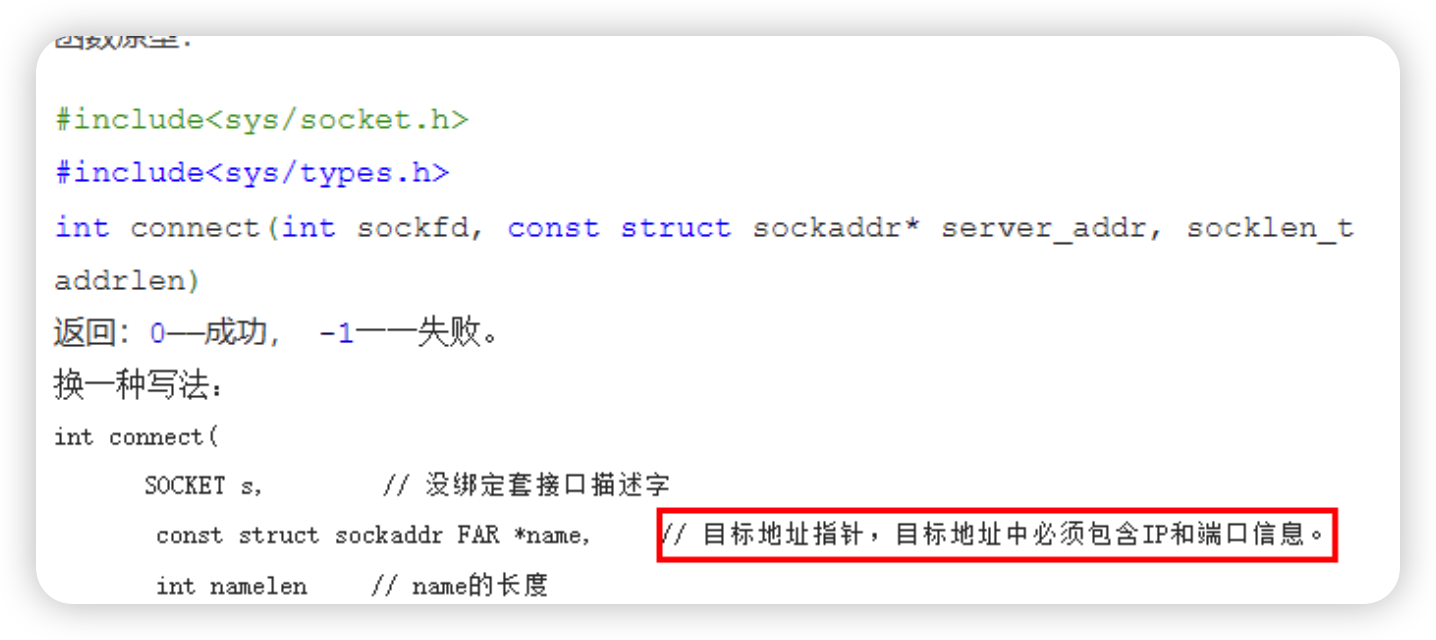 函数原型：
#include<sys/socket.h>
#include<sys/types.h>
int connect(int sockfd, const struct sockaddr* server_addr, socklen_t
addrlen)
返回：0——成功， -1——失败。
换一种写法：
int connect(
SOCKET s, // 没绑定套接口描述字
const struct sockaddr FAR *name, // 目标地址指针，目标地址中必须包含IP和端口信息。
int namelen // name的长度